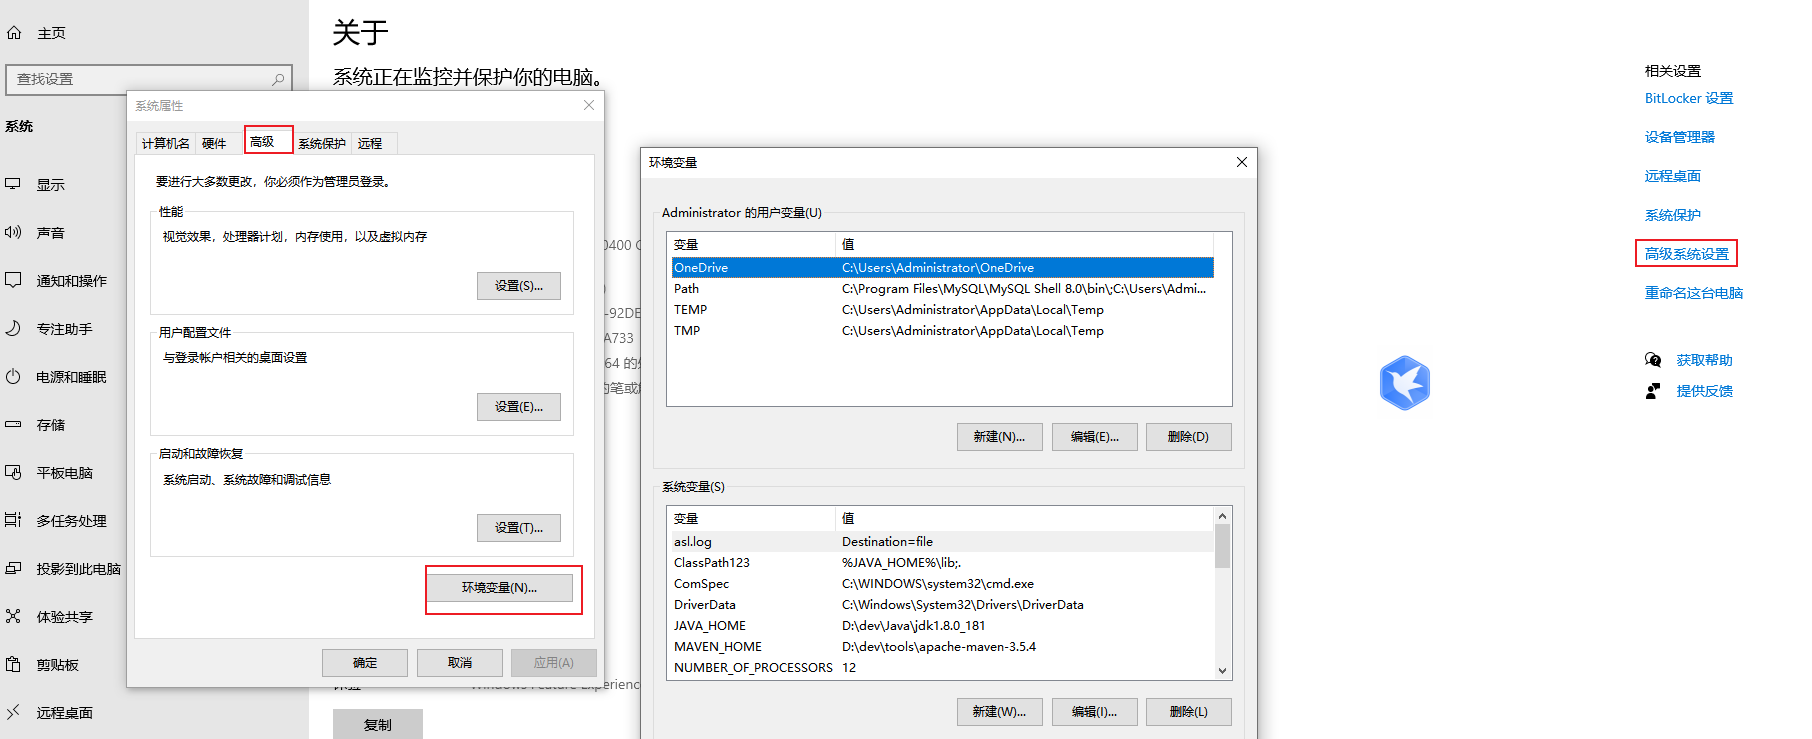 主页
查找设置
系统
显示
声音
通知和操作
专注助手
电源和睡眠
存储
平板电脑
多任务处理
投影到此电脑
体验共享
剪贴板
远程桌面
关于
系统正在监控并保护你的电脑。
0400
-92DE
A733
64 的
的笔或
Windows Feature Experience
复制
系统属性
计算机名 硬件 高级 系统保护 远程
要进行大多数更改，你必须作为管理员登录。
性能
视觉效果，处理器计划，内存使用，以及虚拟内存
设置(S)...
用户配置文件
与登录帐户相关的桌面设置
设置(E)...
启动和故障恢复
系统启动、系统故障和调试信息
设置(T)...
环境变量(N)...
确定 取消 应用(A)
环境变量
Administrator 的用户变量(U)
变量 值
OneDrive C:\Users\Administrator\OneDrive
Path C:\Program Files\MySQL\MySQL Shell 8.0\bin\;C:\Users\Admi...
TEMP C:\Users\Administrator\AppData\Local\Temp
TMP C:\Users\Administrator\AppData\Local\Temp
新建(N)... 编辑(E)... 删除(D)
系统变量(S)
变量 值
asl.log Destination=file
ClassPath123 %JAVA_HOME%\lib;.
ComSpec C:\WINDOWS\system32\cmd.exe
DriverData C:\Windows\System32\Drivers\DriverData
JAVA_HOME D:\dev\Java\jdk1.8.0_181
MAVEN_HOME D:\dev\tools\apache-maven-3.5.4
NUMBER_OF_PROCESSORS 12
新建(W)... 编辑(I)... 删除(L)
相关设置
BitLocker 设置
设备管理器
远程桌面
系统保护
高级系统设置
重命名这台电脑
获取帮助
提供反馈